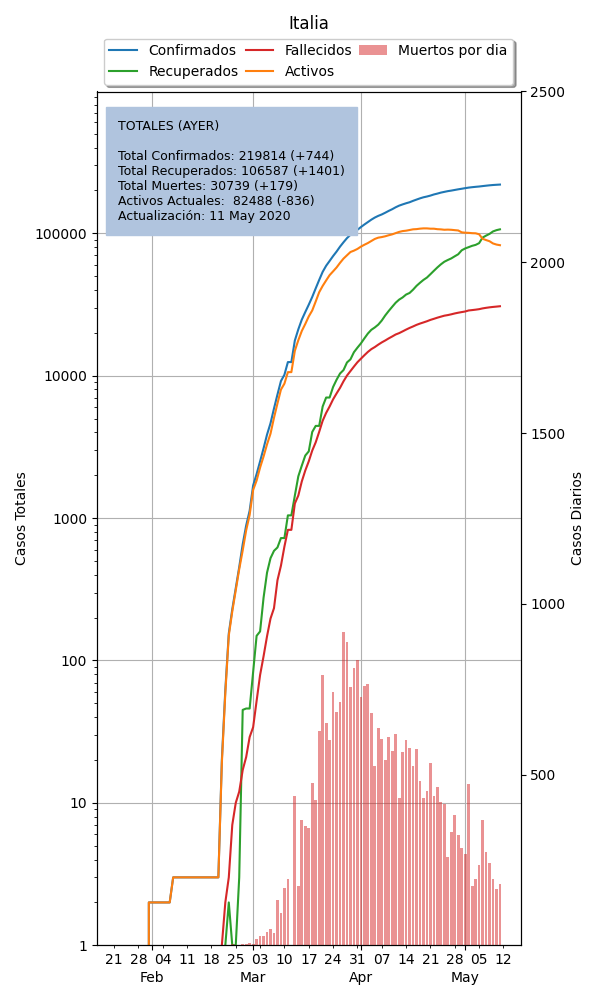 Italia
Confirmados
Recuperados
Fallecidos
Activos
Muertos por dia
TOTALES (AYER)
Total Confirmados: 219814 (+744)
Total Recuperados: 106587 (+1401)
Total Muertes: 30739 (+179)
Activos Actuales:  82488 (-836)
Actualización: 11 May 2020
Casos Totales
100000
10000
1000
100
10
1
Casos Diarios
2500
2000
1500
1000
500
21 28 04 11 18 25 03 10 17 24 31 07 14 21 28 05 12
Feb Mar Apr May